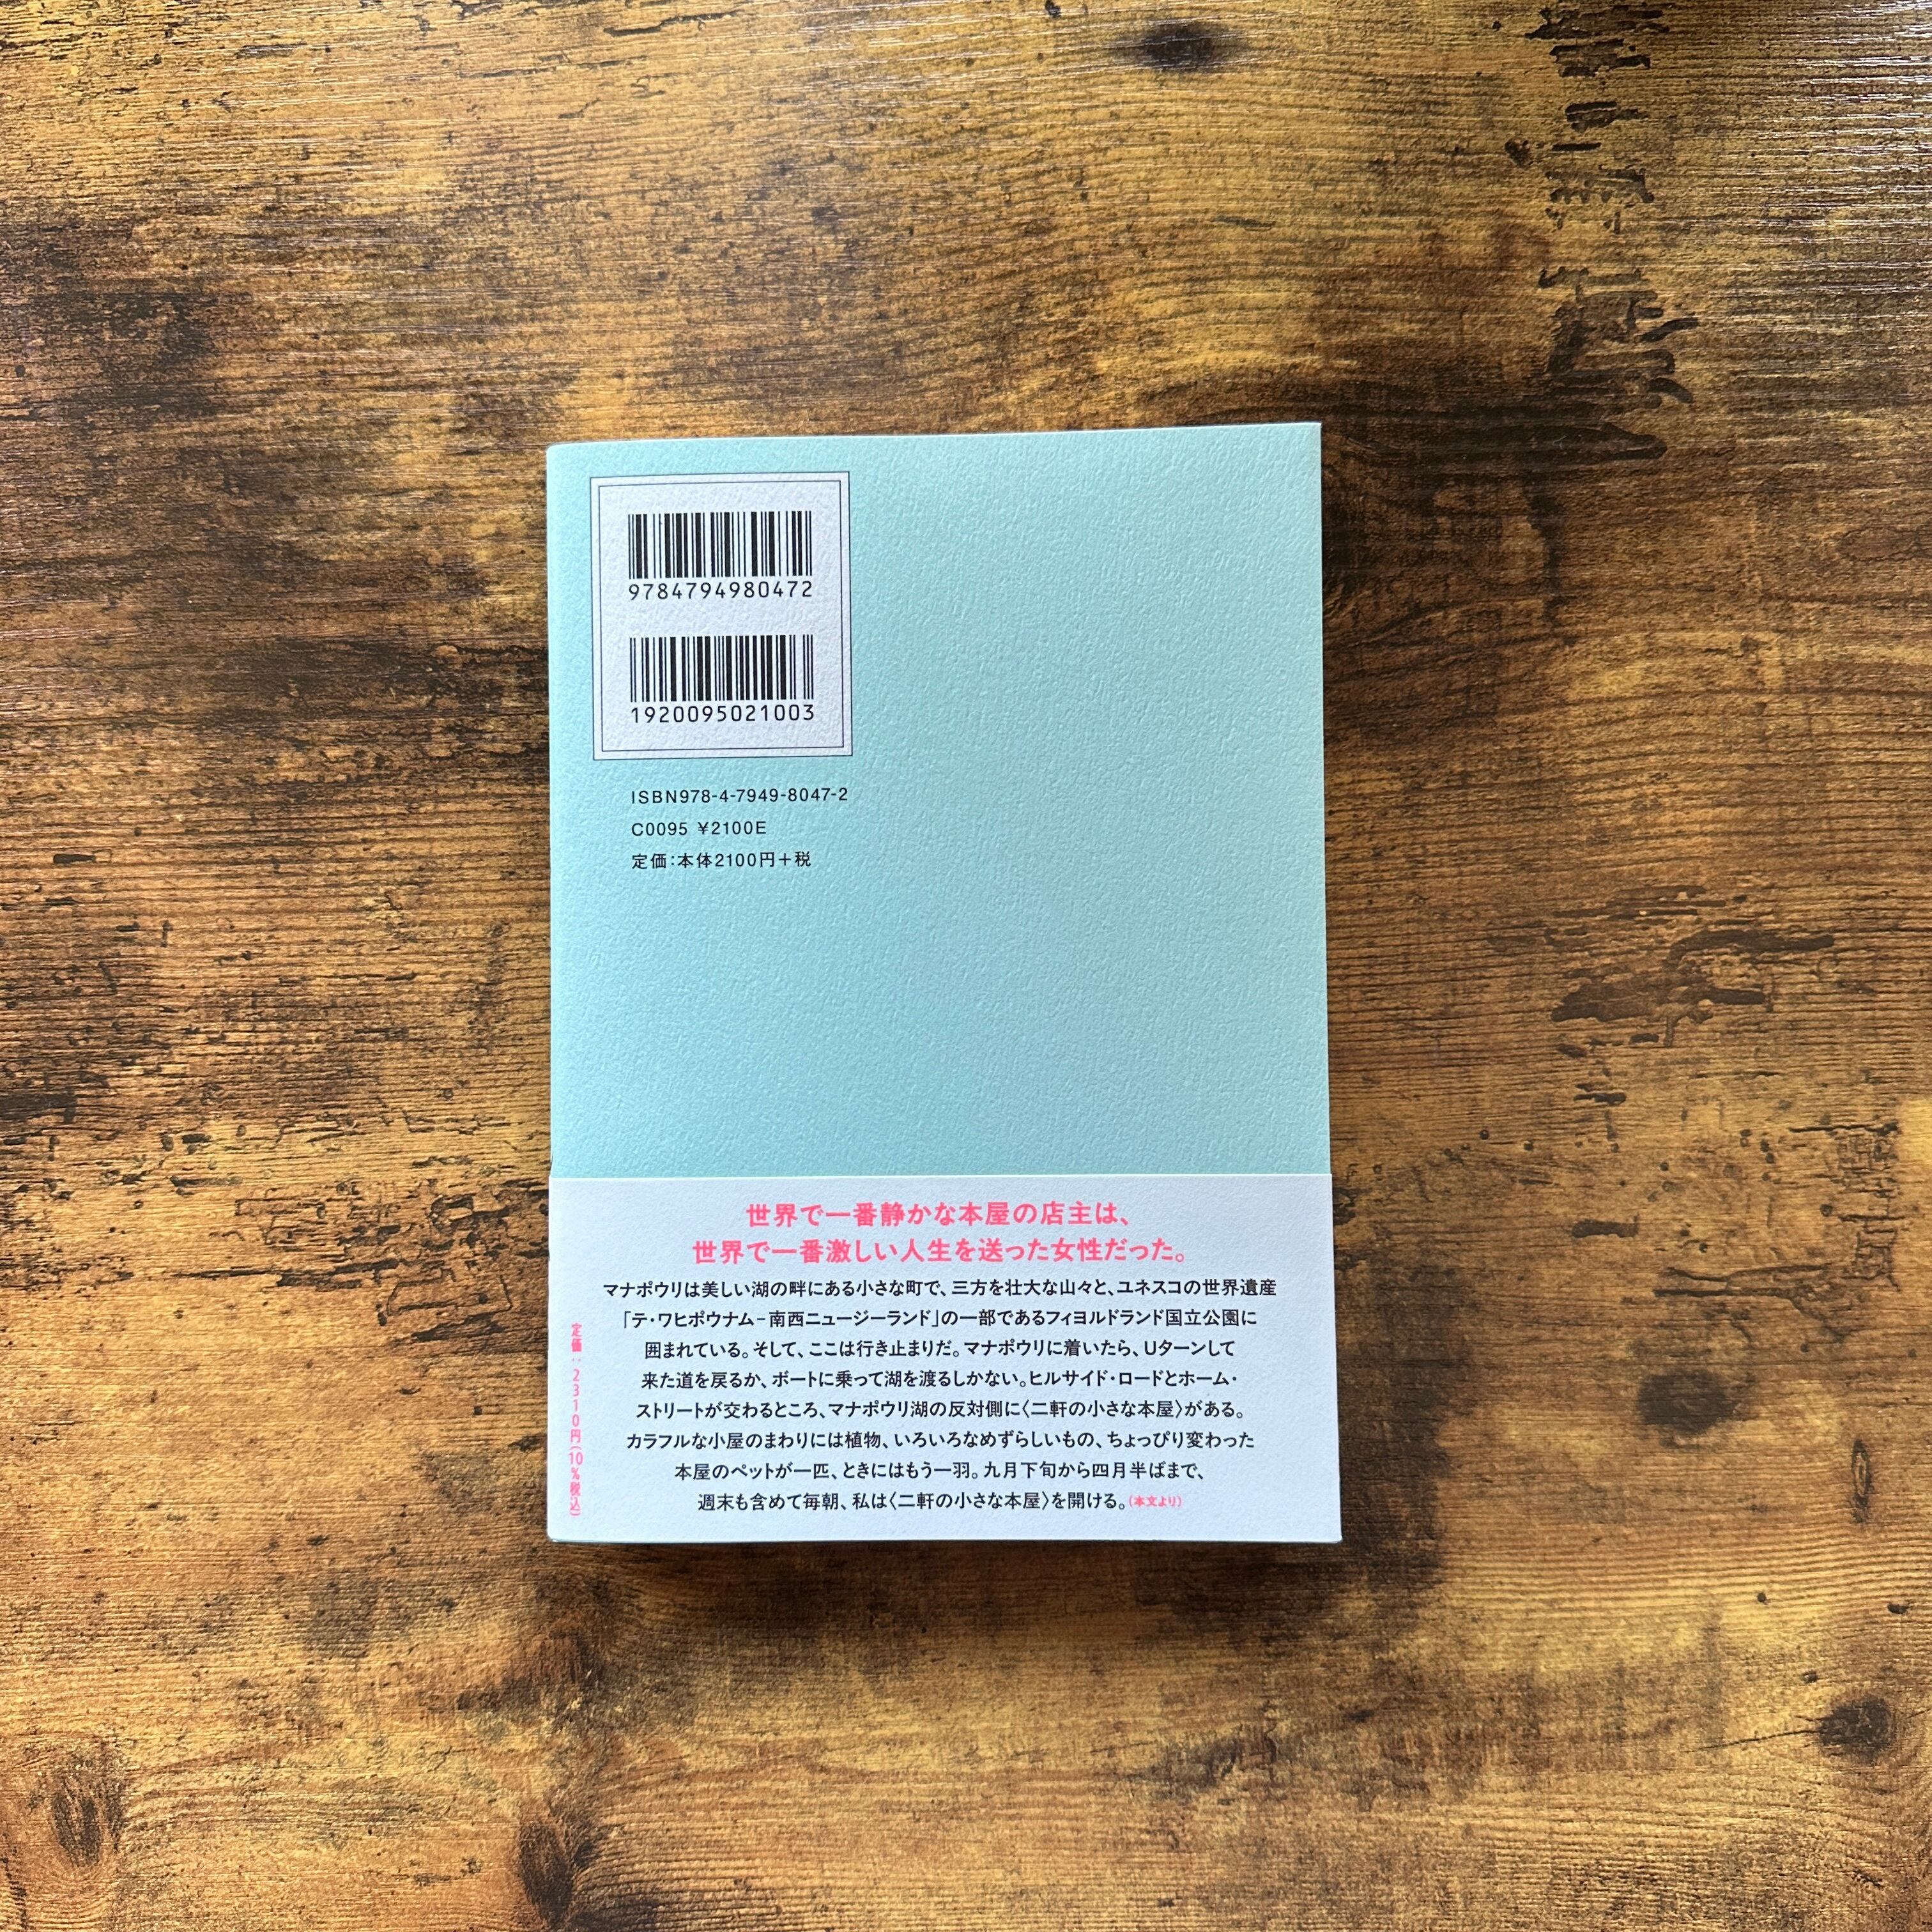 9784794980472
1920095021003
ISBN978-4-7949-8047-2
C0095 ¥2100E
定価:本体2100円+税
世界で一番静かな本屋の店主は、
世界で一番激しい人生を送った女性だった。
マナポウリは美しい湖の畔にある小さな町で、三方を壮大な山々と、ユネスコの世界遺産
「テ・ワヒポウナム-南西ニュージーランド」の一部であるフィヨルドランド国立公園に
囲まれている。そして、ここは行き止まりだ。マナポウリに着いたら、Uターンして
来た道を戻るか、ボートに乗って湖を渡るしかない。ヒルサイド・ロードとホーム・
ストリートが交わるところ、マナポウリ湖の反対側に〈二軒の小さな本屋〉がある。
カラフルな小屋のまわりには植物、いろいろなめずらしいもの、ちょっぴり変わった
本屋のペットが一匹、ときにはもう一羽。九月下旬から四月半ばまで、
週末も含めて毎朝、私は〈二軒の小さな本屋〉を開ける。(本文より)
定価:2310円(10%税込)